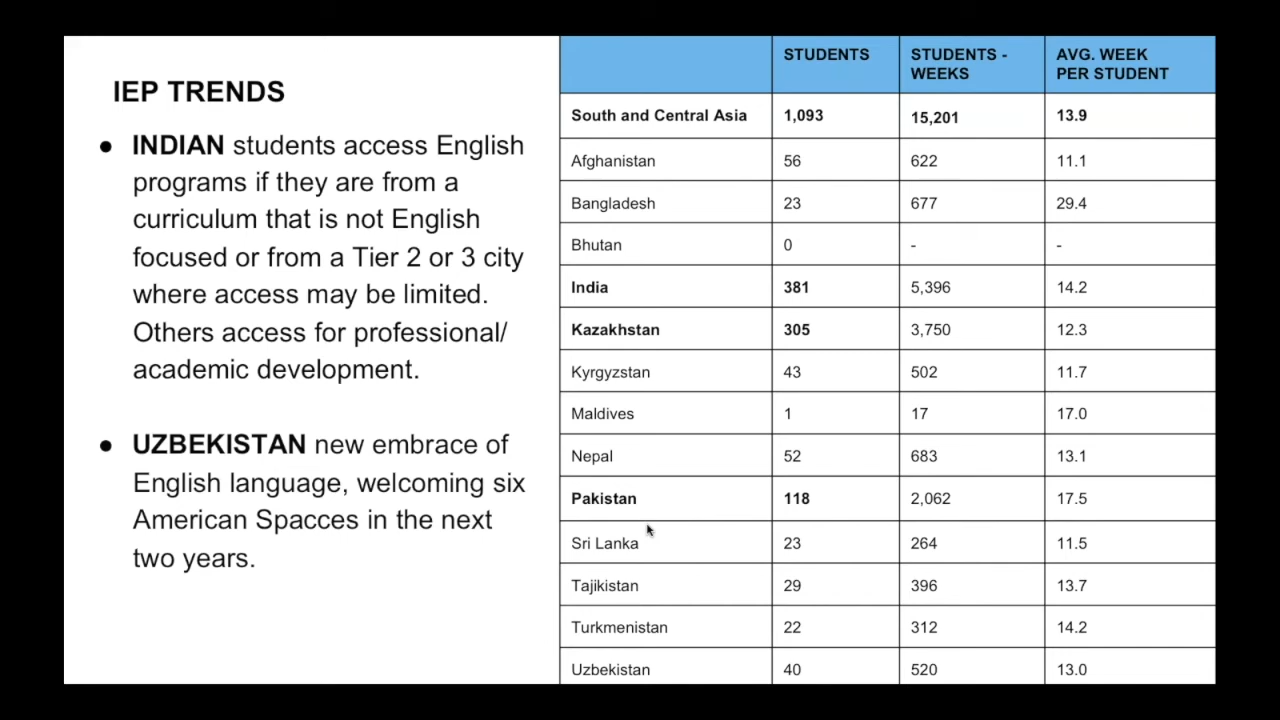 IEP TRENDS
● INDIAN students access English
programs if they are from a
curriculum that is not English
focused or from a Tier 2 or 3 city
where access may be limited.
Others access for professional/
academic development.
● UZBEKISTAN new embrace of
English language, welcoming six
American Spacces in the next
two years.
STUDENTS STUDENTS - WEEKS AVG. WEEK PER STUDENT
South and Central Asia 1,093 15,201 13.9
Afghanistan 56 622 11.1
Bangladesh 23 677 29.4
Bhutan 0 - -
India 381 5,396 14.2
Kazakhstan 305 3,750 12.3
Kyrgyzstan 43 502 11.7
Maldives 1 17 17.0
Nepal 52 683 13.1
Pakistan 118 2,062 17.5
Sri Lanka 23 264 11.5
Tajikistan 29 396 13.7
Turkmenistan 22 312 14.2
Uzbekistan 40 520 13.0